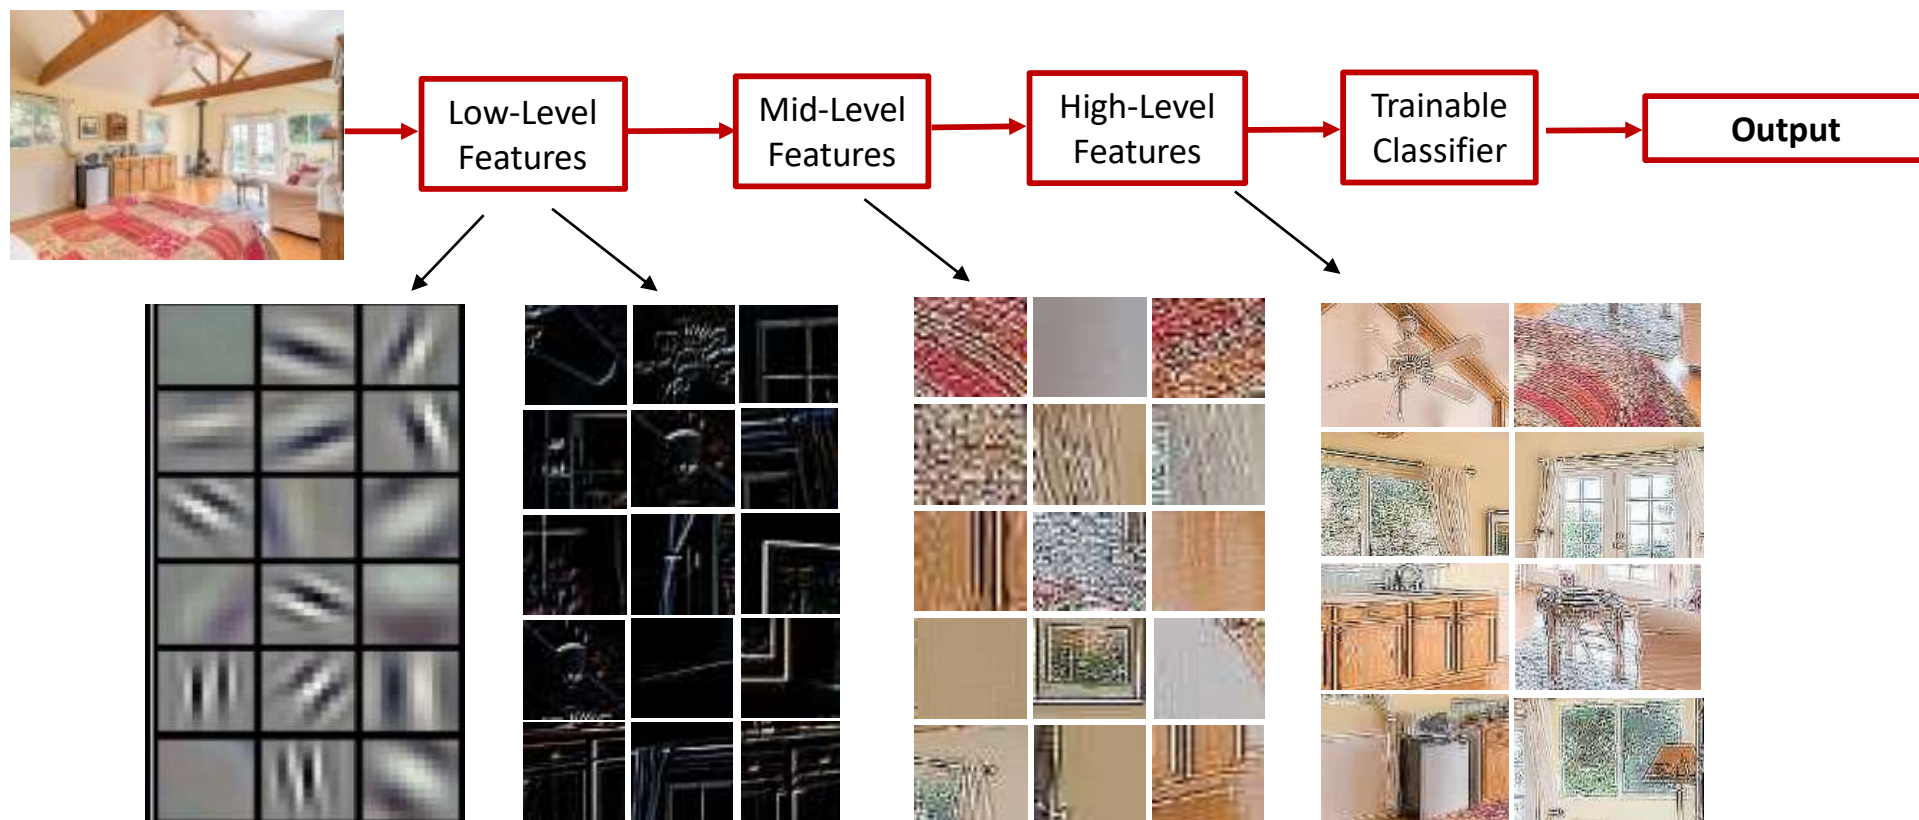 Low-Level
Features
Mid-Level
Features
High-Level
Features
Trainable
Classifier
Output